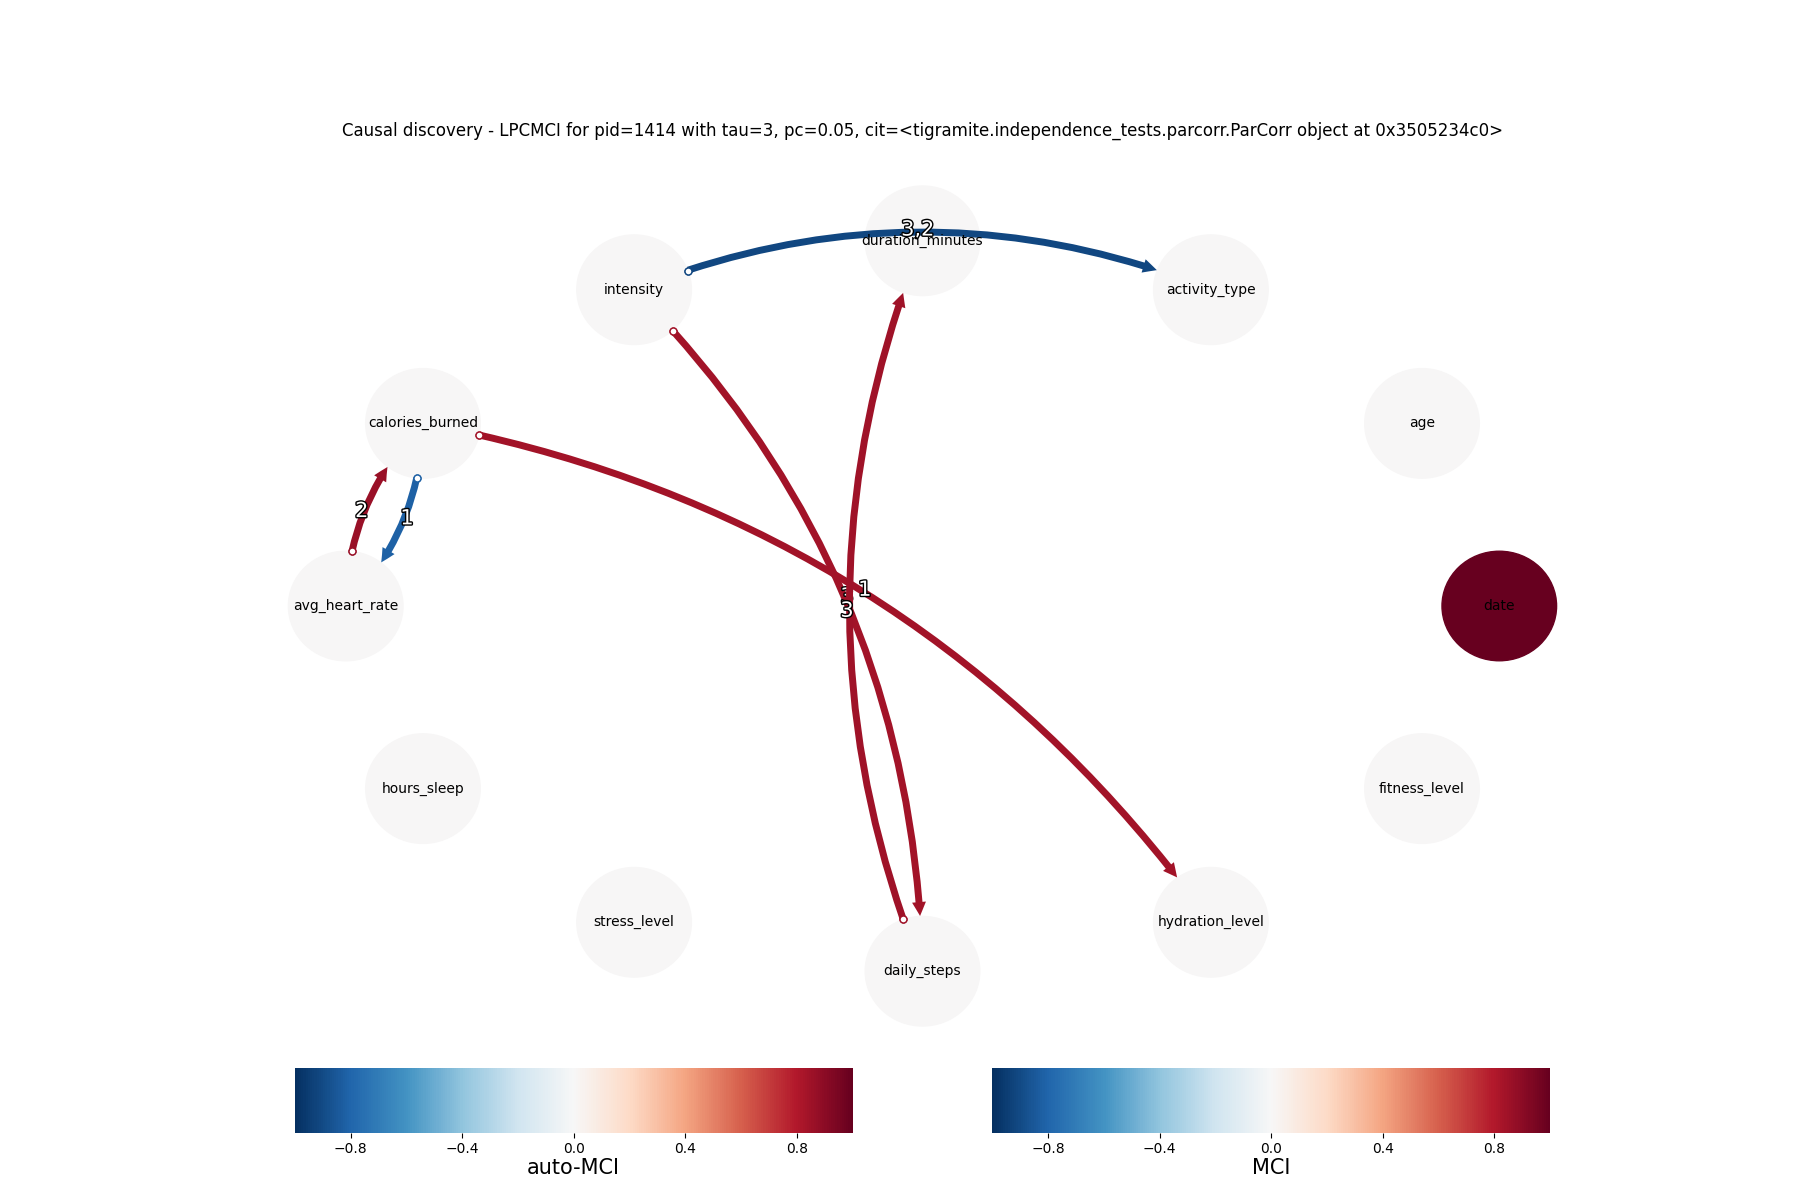 Causal discovery - LPCMCI for pid=1414 with tau=3, pc=0.05, cit=<tigramite.independence_tests.parcorr.ParCorr object at 0x3505234c0>
3,2
duration_minutes
intensity
activity_type
calories_burned
age
2
1
1
3
avg_heart_rate
date
hours_sleep
fitness_level
stress_level
hydration_level
daily_steps
−0.8 −0.4 0.0 0.4 0.8
auto-MCI
−0.8 −0.4 0.0 0.4 0.8
MCI